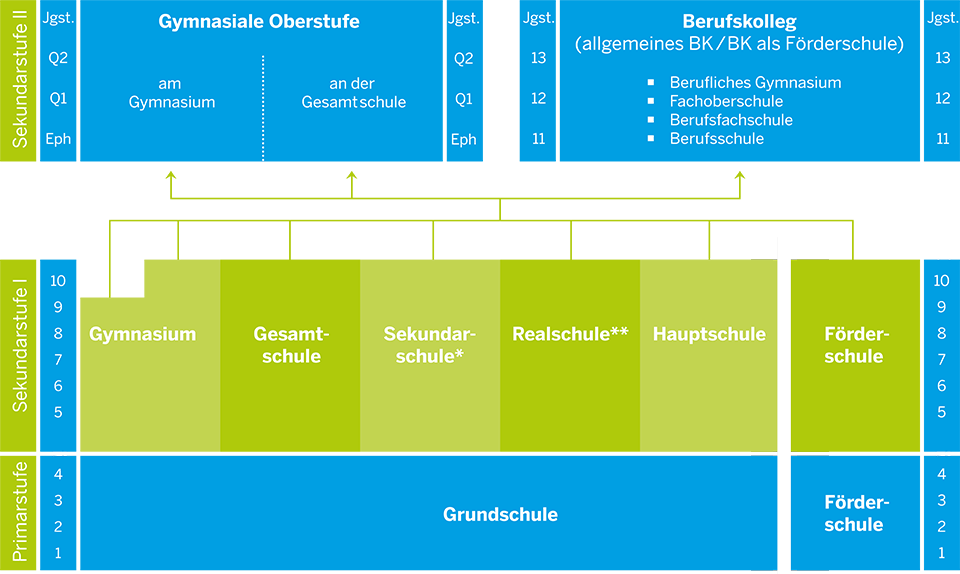 Sekundarstufe II
Jgst.
Q2
Q1
Eph
Gymnasiale Oberstufe
am
Gymnasium
an der
Gesamtschule
Jgst.
Q2
Q1
Eph
Jgst.
13
12
11
Berufskolleg
(allgemeines BK/BK als Förderschule)
▪ Berufliches Gymnasium
▪ Fachoberschule
▪ Berufsfachschule
▪ Berufsschule
Jgst.
13
12
11
Sekundarstufe I
10
9
8
7
6
5
Gymnasium
Gesamt-
schule
Sekundar-
schule*
Realschule**
Hauptschule
Förder-
schule
10
9
8
7
6
5
Primarstufe
4
3
2
1
Grundschule
Förder-
schule
4
3
2
1